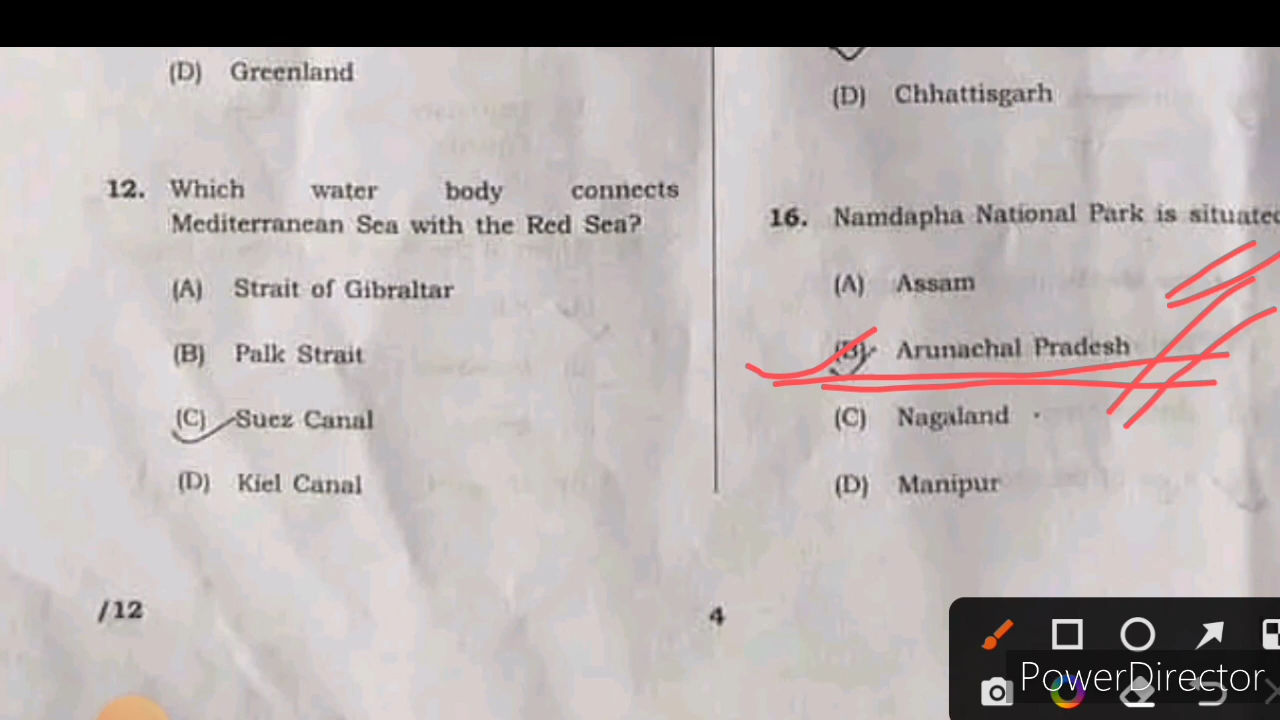 (D) Greenland
12. Which water body connects
Mediterranean Sea with the Red Sea?
(A) Strait of Gibraltar
(B) Palk Strait
(C) Suez Canal
(D) Kiel Canal
/12
4
(D) Chhattisgarh
16. Namdapha National Park is situated
(A) Assam
(B) Arunachal Pradesh
(C) Nagaland
(D) Manipur
PowerDirector